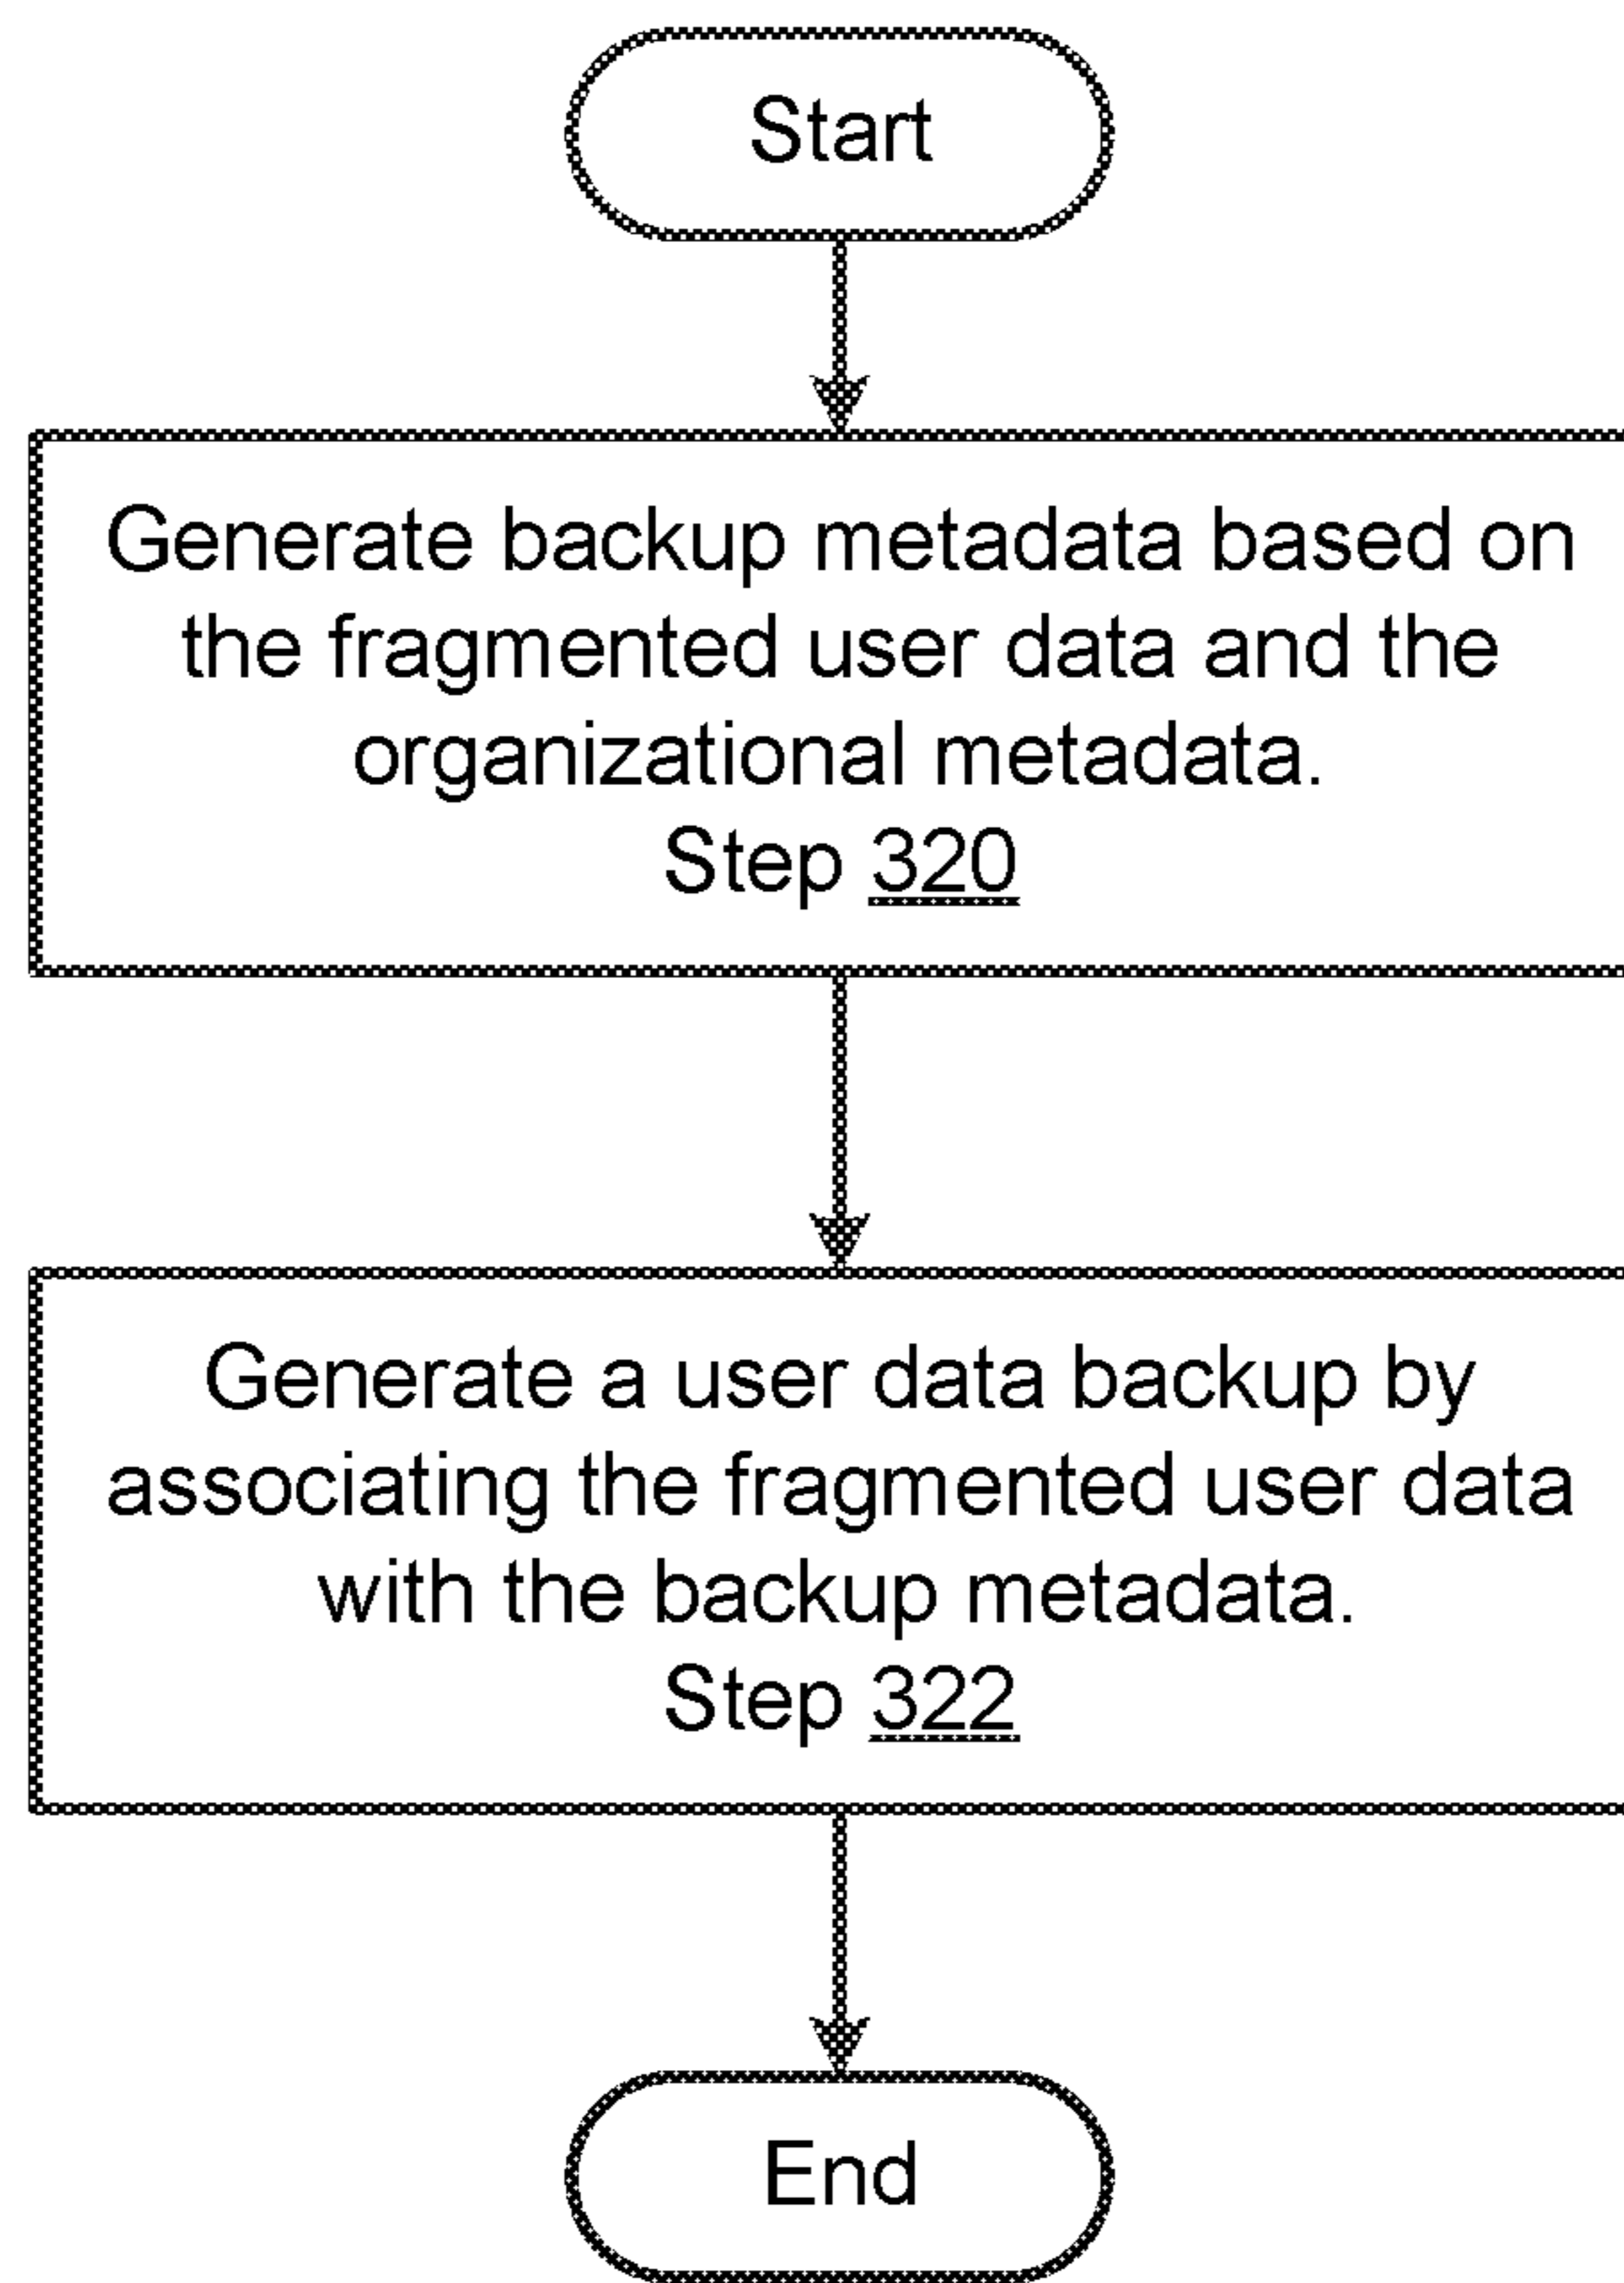 Start
Generate backup metadata based on
the fragmented user data and the
organizational metadata.
Step 320
Generate a user data backup by
associating the fragmented user data
with the backup metadata.
Step 322
End